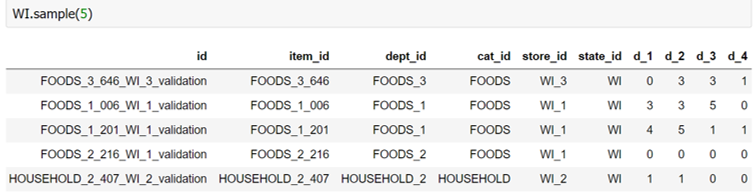 WI.sample(5)
id item_id dept_id cat_id store_id state_id d_1 d_2 d_3 d_4
FOODS_3_646_WI_3_validation FOODS_3_646 FOODS_3 FOODS WI_3 WI 0 3 3 1
FOODS_1_006_WI_1_validation FOODS_1_006 FOODS_1 FOODS WI_1 WI 3 3 5 0
FOODS_1_201_WI_1_validation FOODS_1_201 FOODS_1 FOODS WI_1 WI 4 5 1 1
FOODS_2_216_WI_1_validation FOODS_2_216 FOODS_2 FOODS WI_1 WI 0 0 0 0
HOUSEHOLD_2_407_WI_2_validation HOUSEHOLD_2_407 HOUSEHOLD_2 HOUSEHOLD WI_2 WI 1 1 0 0